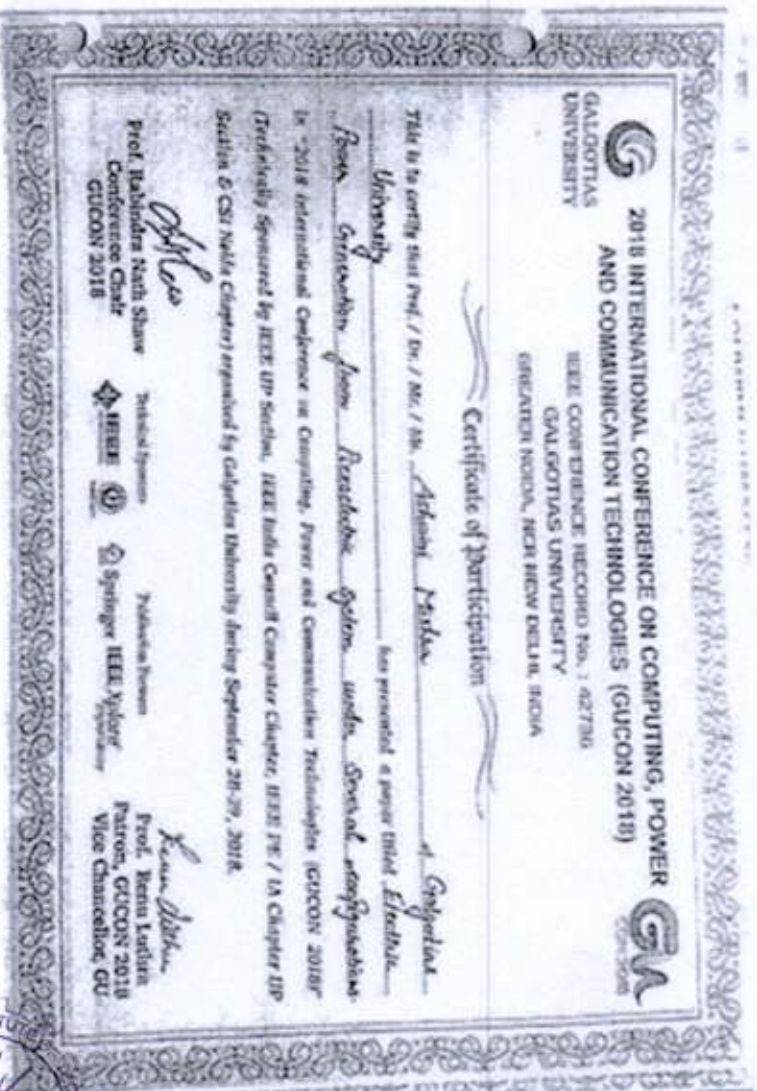 GALGOTIAS
UNIVERSITY
2018 INTERNATIONAL CONFERENCE ON COMPUTING, POWER
AND COMMUNICATION TECHNOLOGIES (GUCON 2018)
IEEE CONFERENCE RECORD No. : 42736
GALGOTIAS UNIVERSITY
GREATER NOIDA, NCR NEW DELHI, INDIA
Certificate of Participation
This is to certify that Prof. / Dr. / Mr. / Ms. Ashwini of Galgotias
University has presented a paper titled Electric
Power Generation from Piezoelectric system under Several
in "2018 International Conference on Computing, Power and Communication Technologies (GUCON 2018)"
(Technically Sponsored by IEEE UP Section, IEEE India Council Computer Chapter, IEEE PE / IA Chapter UP
Section & CSI Noida Chapter) organised by Galgotias University during September 28-29, 2018.
Prof. Rabindra Nath Shaw
Conference Chair
GUCON 2018
Technical Sponsors
IEEE
Publication Partners
Springer IEEE Xplore
Prof. Renu Luthra
Patron, GUCON 2018
Vice Chancellor, GU